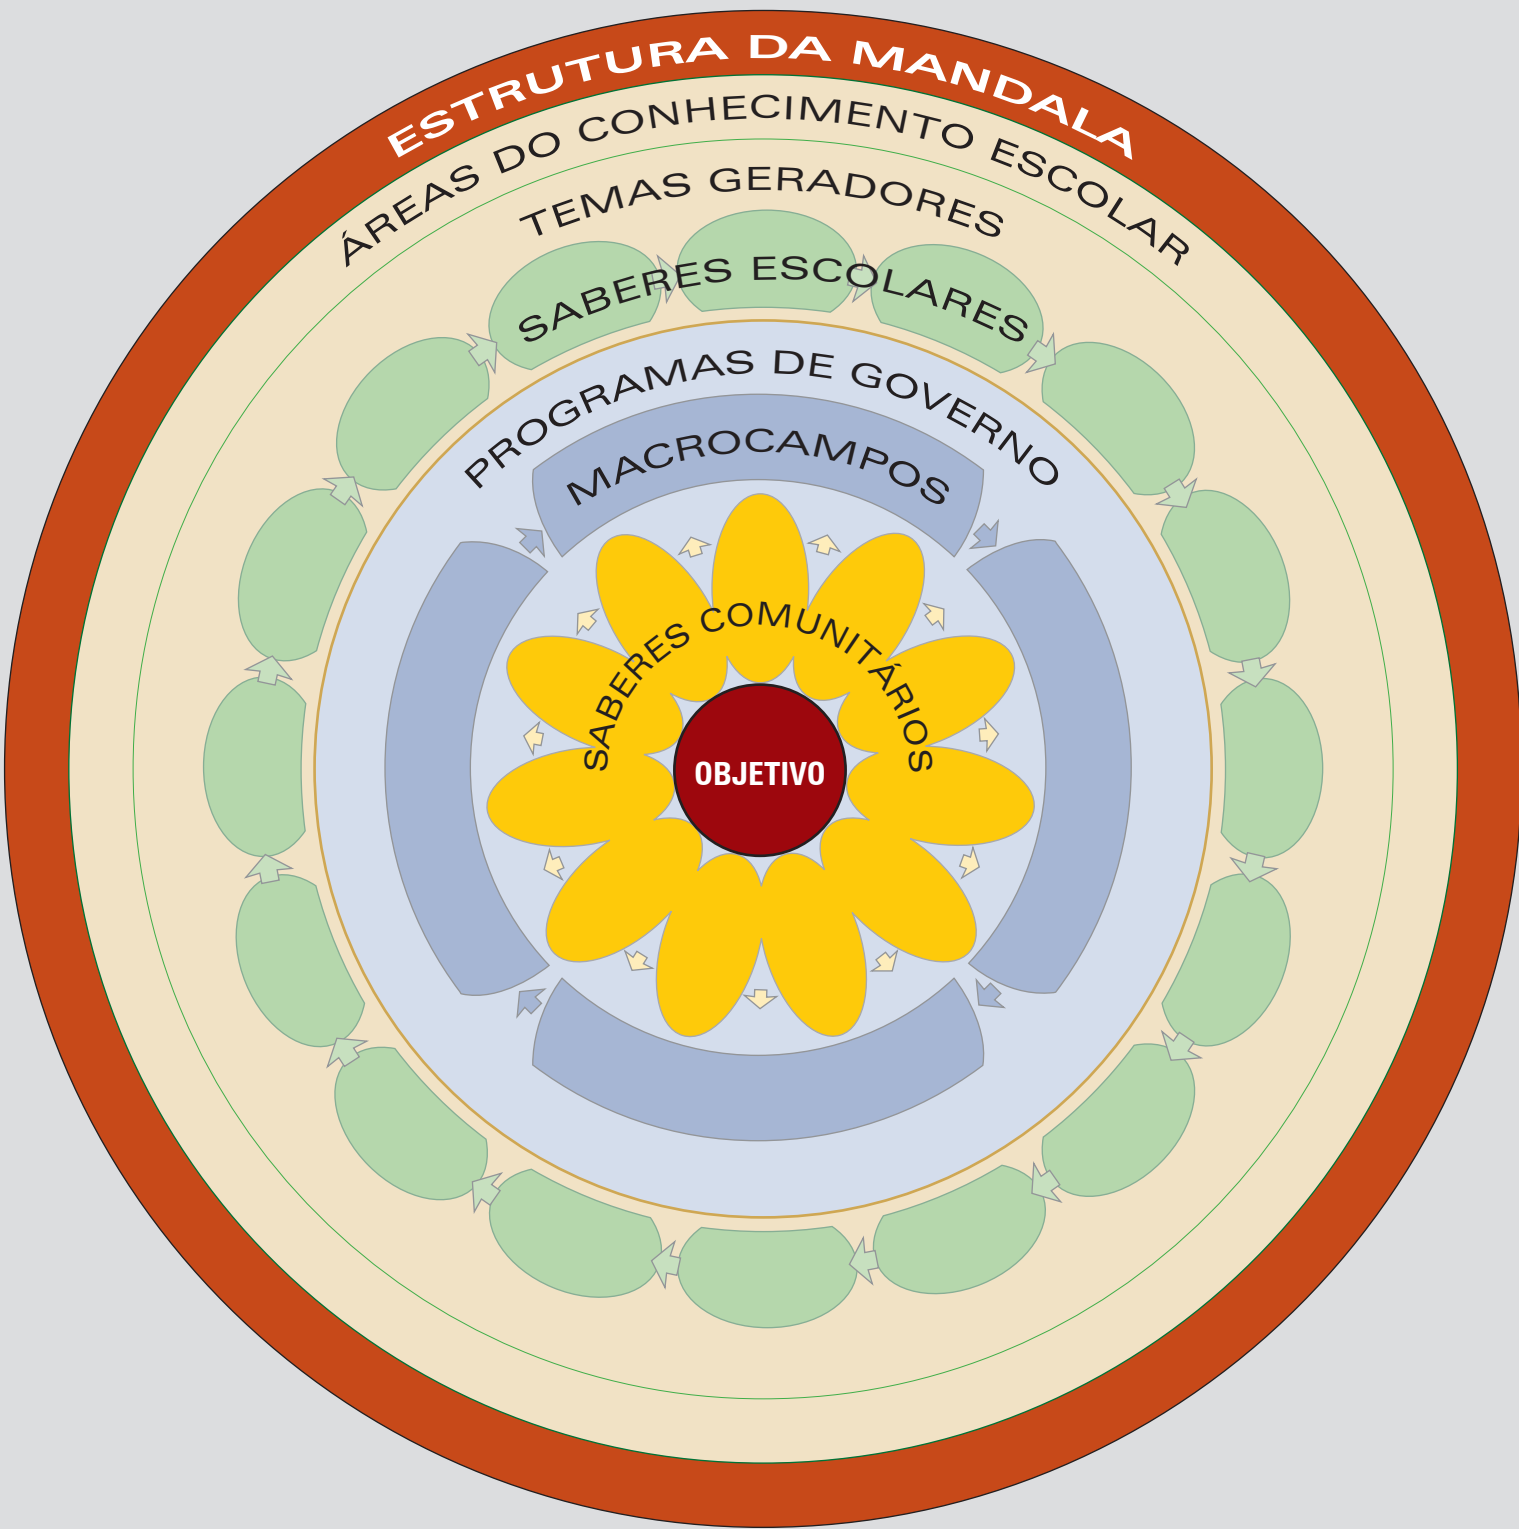 ESTRUTURA DA MANDALA
ÁREAS DO CONHECIMENTO ESCOLAR
TEMAS GERADORES
SABERES ESCOLARES
PROGRAMAS DE GOVERNO
MACROCAMPOS
SABERES COMUNITÁRIOS
OBJETIVO